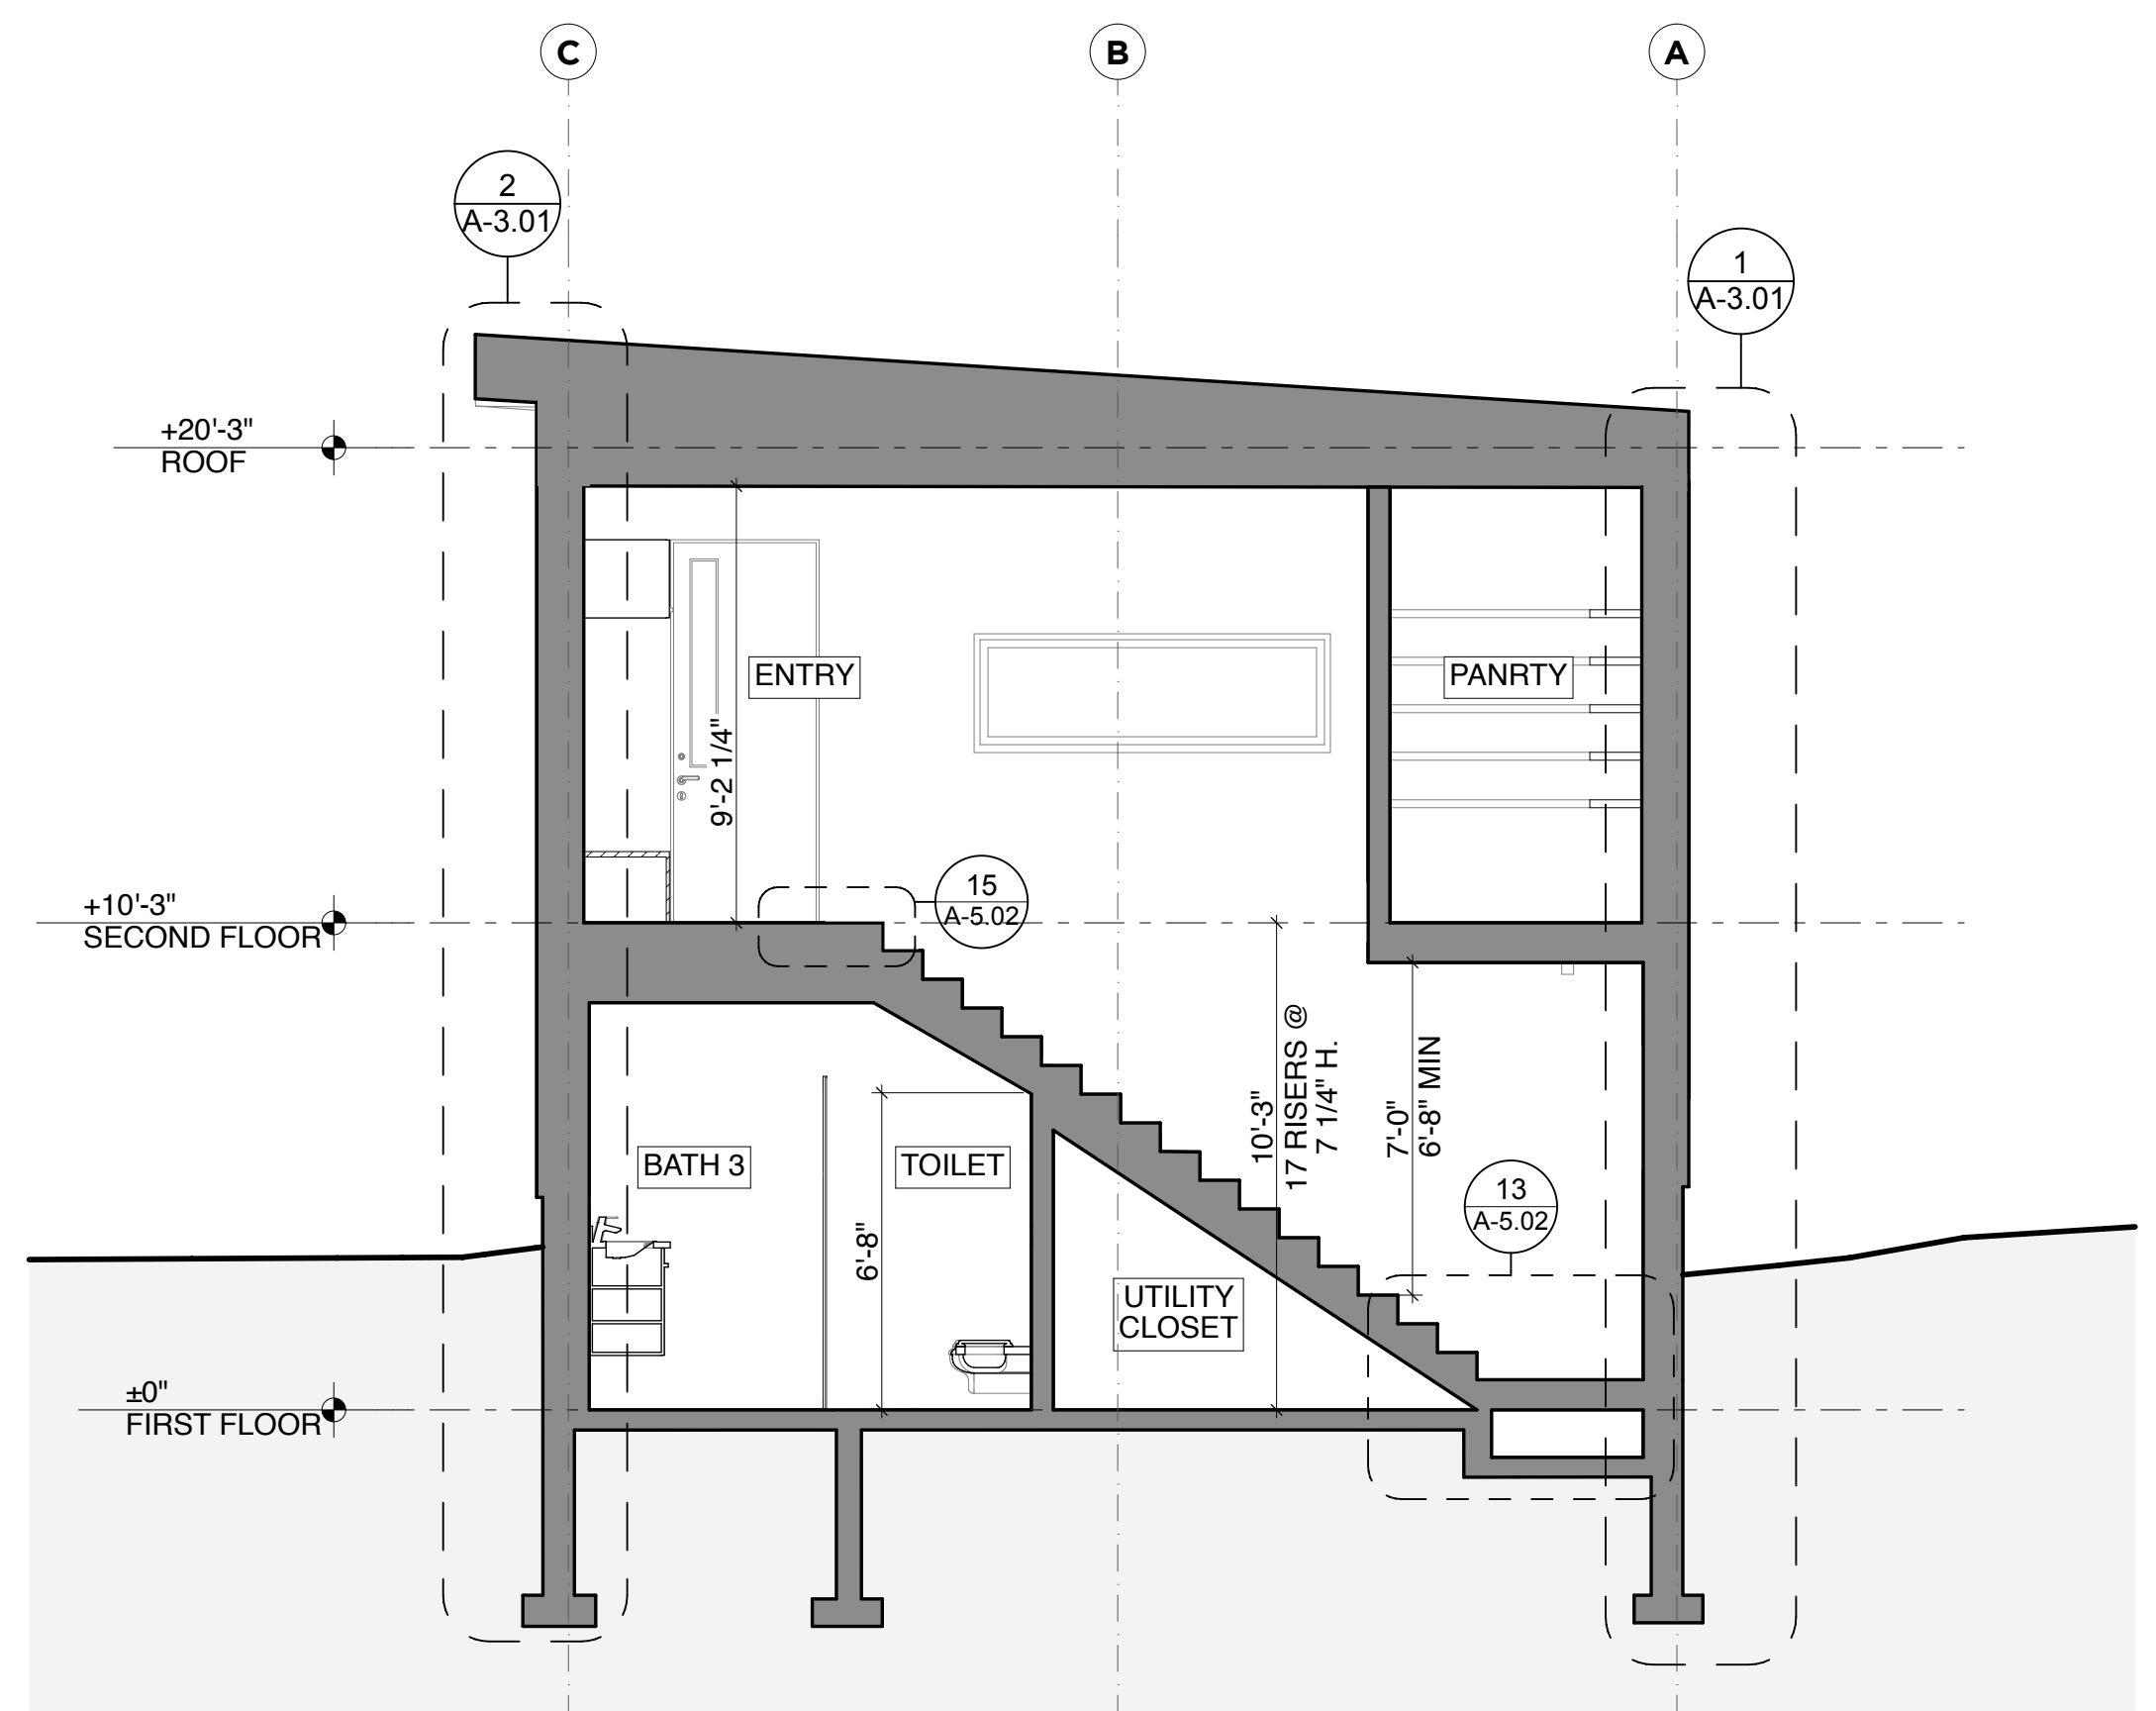 C
B
A
2
A-3.01
1
A-3.01
+20'-3"
ROOF
ENTRY
PANRTY
9'-2 1/4"
15
A-5.02
+10'-3"
SECOND FLOOR
10'-3"
17 RISERS @
7 1/4" H.
7'-0"
6'-8" MIN
BATH 3
TOILET
13
A-5.02
6'-8"
UTILITY
CLOSET
±0"
FIRST FLOOR